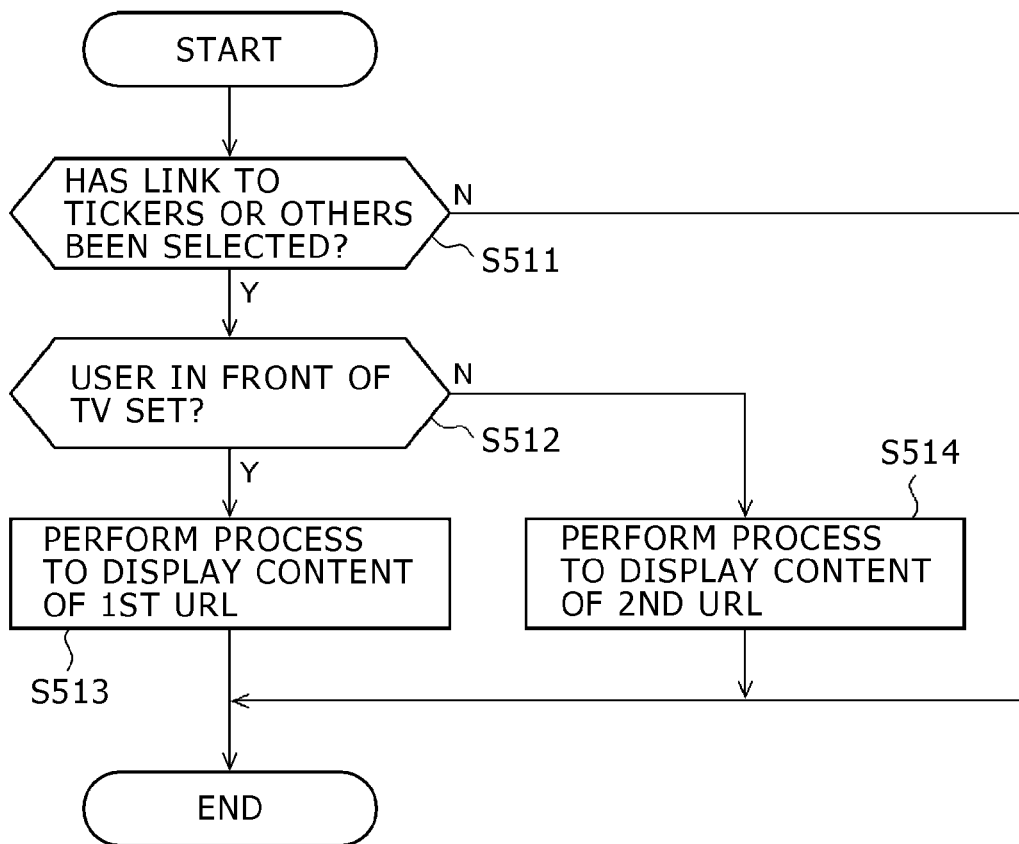 START
HAS LINK TO
TICKERS OR OTHERS
BEEN SELECTED?
N
S511
Y
USER IN FRONT OF
TV SET?
N
S512
Y
S514
PERFORM PROCESS
TO DISPLAY CONTENT
OF 1ST URL
PERFORM PROCESS
TO DISPLAY CONTENT
OF 2ND URL
S513
END